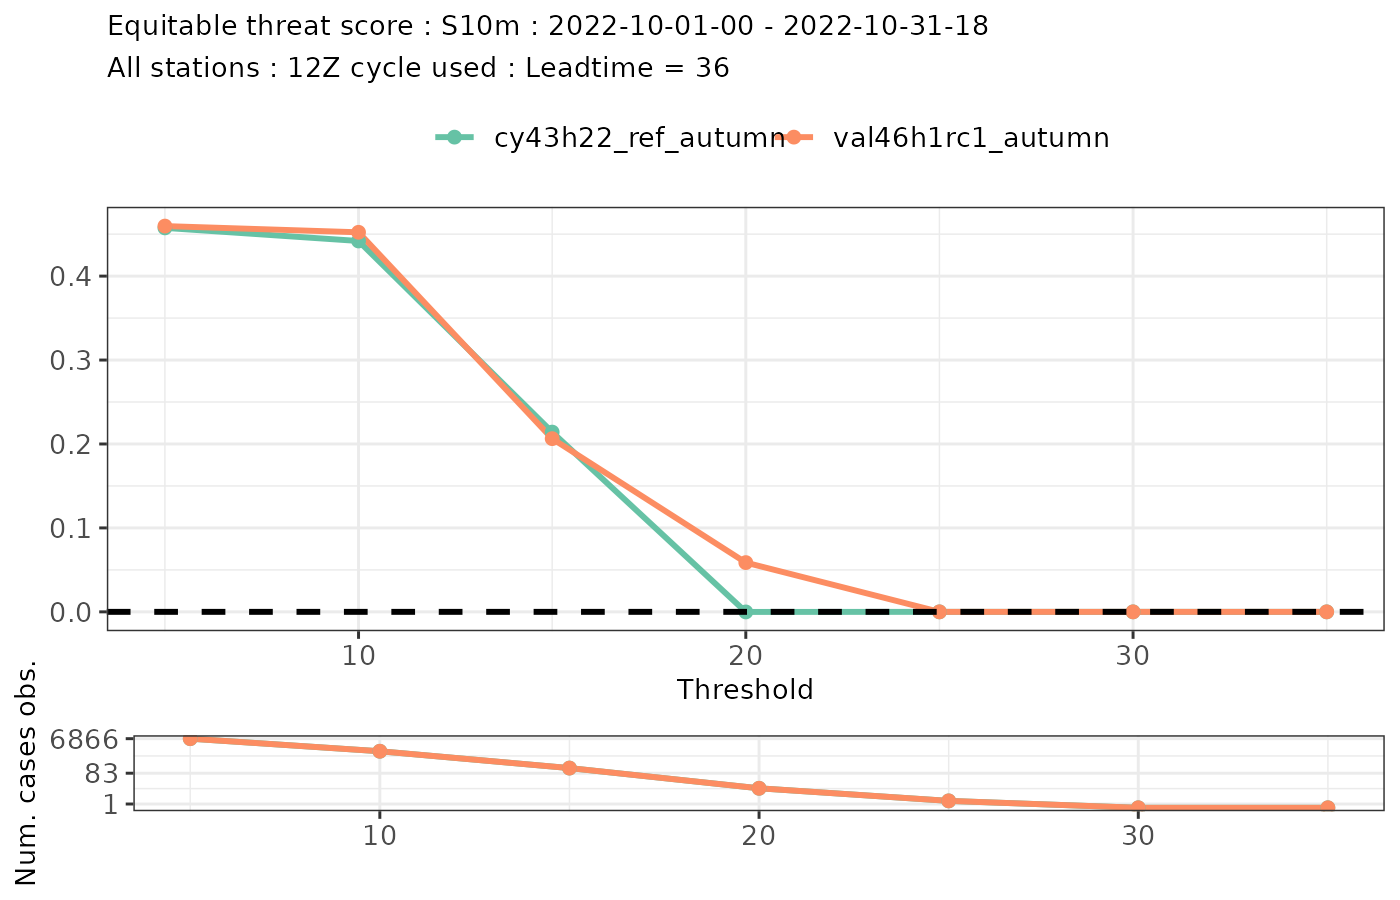 Equitable threat score : S10m : 2022-10-01-00 - 2022-10-31-18
All stations : 12Z cycle used : Leadtime = 36
cy43h22_ref_autumn val46h1rc1_autumn
0.4
0.3
0.2
0.1
0.0
10 20 30
Threshold
Num. cases obs.
6866
83
1
10 20 30